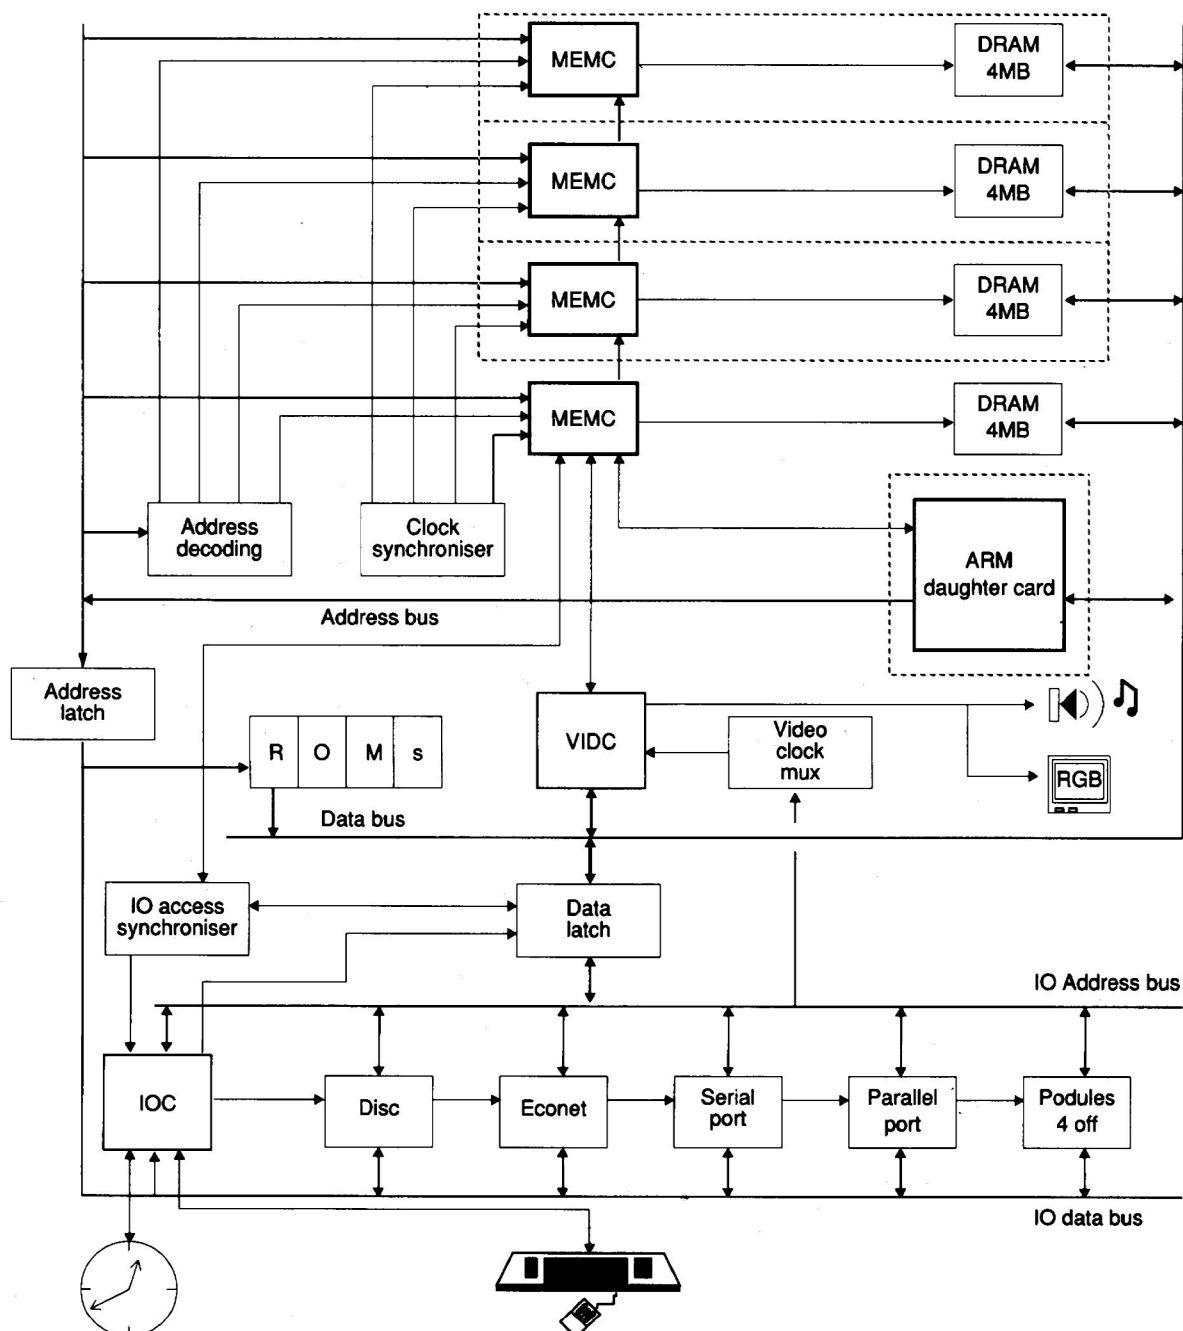 MEMC
DRAM
4MB
MEMC
DRAM
4MB
MEMC
DRAM
4MB
MEMC
DRAM
4MB
Address
decoding
Clock
synchroniser
ARM
daughter card
Address bus
Address
latch
R O M s
VIDC
Video
clock
mux
RGB
Data bus
IO access
synchroniser
Data
latch
IO Address bus
IOC
Disc
Econet
Serial
port
Parallel
port
Podules
4 off
IO data bus